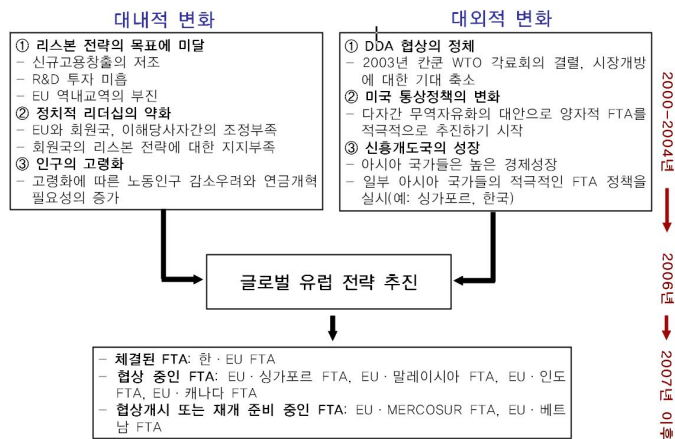 대내적 변화
① 리스본 전략의 목표에 미달
- 신규고용창출의 저조
- R&D 투자 미흡
- EU 역내교역의 부진
② 정치적 리더십의 약화
- EU와 회원국, 이해당사자간의 조정부족
- 회원국의 리스본 전략에 대한 지지부족
③ 인구의 고령화
- 고령화에 따른 노동인구 감소우려와 연금개혁
필요성의 증가
대외적 변화
① DDA 협상의 정체
- 2003년 칸쿤 WTO 각료회의의 결렬, 시장개방
에 대한 기대 축소
② 미국 통상정책의 변화
- 다자간 무역자유화의 대안으로 양자적 FTA를
적극적으로 추진하기 시작
③ 신흥개도국의 성장
- 아시아 국가들은 높은 경제성장
- 일부 아시아 국가들의 적극적인 FTA 정책을
실시(예: 싱가포르, 한국)
2000-2004년
글로벌 유럽 전략 추진
2006년
- 체결된 FTA: 한·EU FTA
- 협상 중인 FTA: EU·싱가포르 FTA, EU·말레이시아 FTA, EU·인도
FTA, EU·캐나다 FTA
- 협상개시 또는 재개 준비 중인 FTA: EU·MERCOSUR FTA, EU·베트
남 FTA
2007년 이후